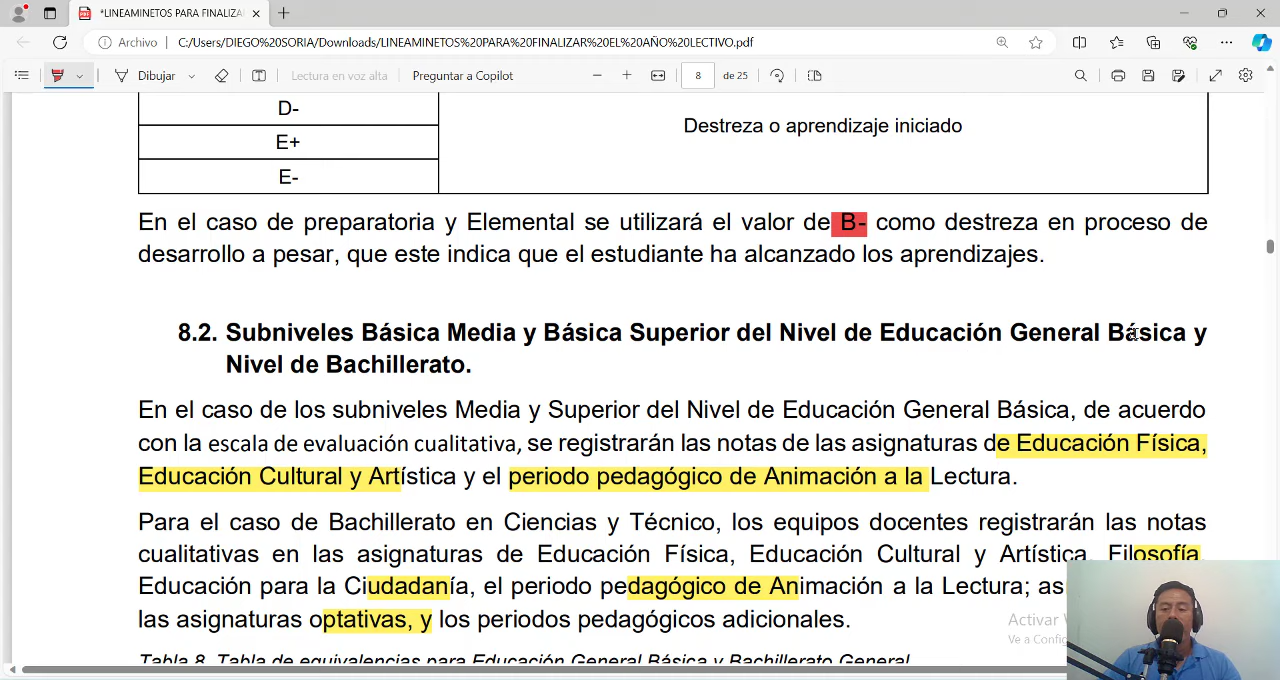 *LINEAMINETOS PARA FINALIZA
Archivo
C:/Users/DIEGO%20SORIA/Downloads/LINEAMINETOS%20PARA%20FINALIZAR%20EL%20AÑO%20LECTIVO.pdf
Dibujar
Lectura en voz alta
Preguntar a Copilot
8
de 25
D-
E+
E-
Destreza o aprendizaje iniciado
En el caso de preparatoria y Elemental se utilizará el valor de B- como destreza en proceso de
desarrollo a pesar, que este indica que el estudiante ha alcanzado los aprendizajes.
8.2. Subniveles Básica Media y Básica Superior del Nivel de Educación General Básica y
Nivel de Bachillerato.
En el caso de los subniveles Media y Superior del Nivel de Educación General Básica, de acuerdo
con la escala de evaluación cualitativa, se registrarán las notas de las asignaturas de Educación Física,
Educación Cultural y Artística y el periodo pedagógico de Animación a la Lectura.
Para el caso de Bachillerato en Ciencias y Técnico, los equipos docentes registrarán las notas
cualitativas en las asignaturas de Educación Física, Educación Cultural y Artística, Filosofía
Educación para la Ciudadanía, el periodo pedagógico de Animación a la Lectura; as
las asignaturas optativas, y los periodos pedagógicos adicionales.
Activar
Ve a Config
Tabla 8. Tabla de equivalencias para Educación General Básica y Bachillerato General